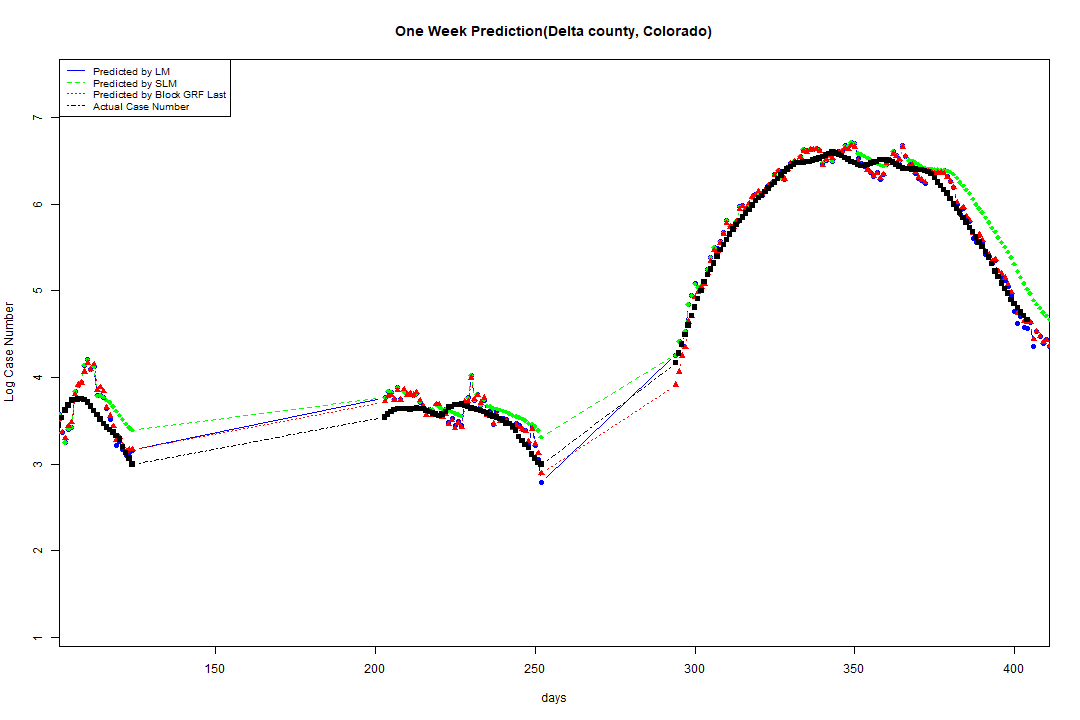 One Week Prediction(Delta county, Colorado)
Predicted by LM
Predicted by SLM
Predicted by Block GRF Last
Actual Case Number
Log Case Number
7
6
5
4
3
2
1
150 200 250 300 350 400
days